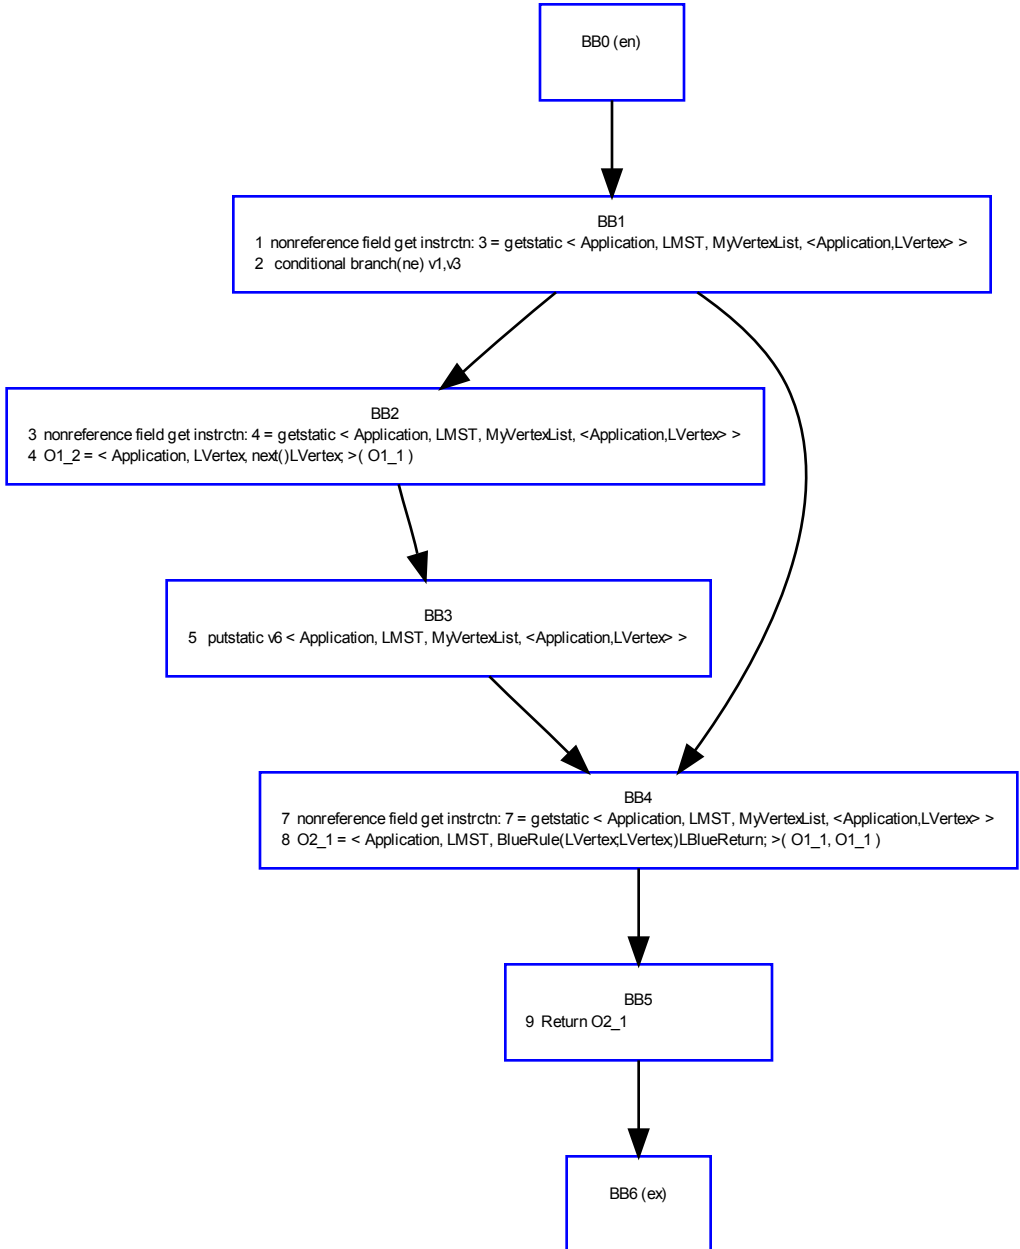 BB0 (en)
BB1
1 nonreference field get instrctn: 3 = getstatic < Application, LMST, MyVertexList, <Application,LVertex> >
2 conditional branch(ne) v1,v3
BB2
3 nonreference field get instrctn: 4 = getstatic < Application, LMST, MyVertexList, <Application,LVertex> >
4 O1_2 = < Application, LVertex, next()LVertex; >( O1_1 )
BB3
5 putstatic v6 < Application, LMST, MyVertexList, <Application,LVertex> >
BB4
7 nonreference field get instrctn: 7 = getstatic < Application, LMST, MyVertexList, <Application,LVertex> >
8 O2_1 = < Application, LMST, BlueRule(LVertex;LVertex;)LBlueReturn; >( O1_1, O1_1 )
BB5
9 Return O2_1
BB6 (ex)